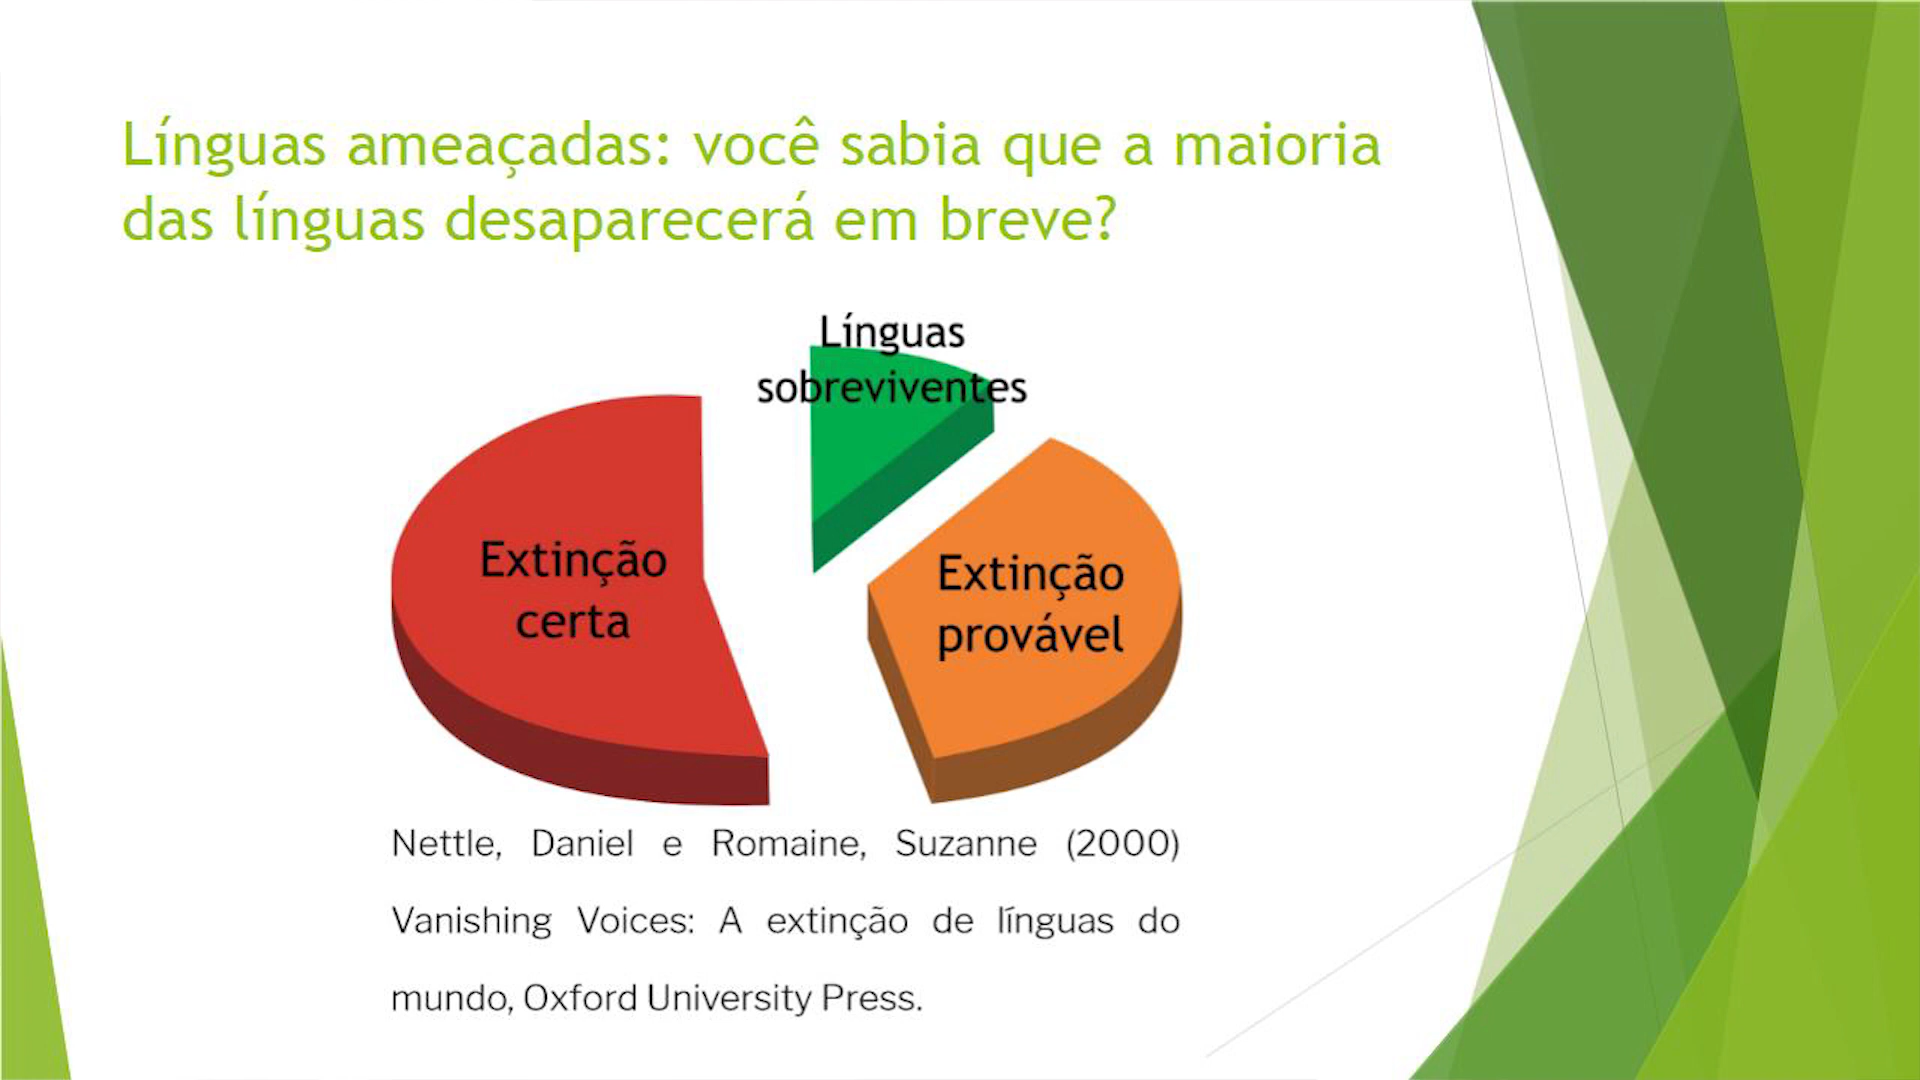 Línguas ameaçadas: você sabia que a maioria
das línguas desaparecerá em breve?
Línguas
sobreviventes
Extinção
certa
Extinção
provável
Nettle, Daniel e Romaine, Suzanne (2000)
Vanishing Voices: A extinção de línguas do
mundo, Oxford University Press.